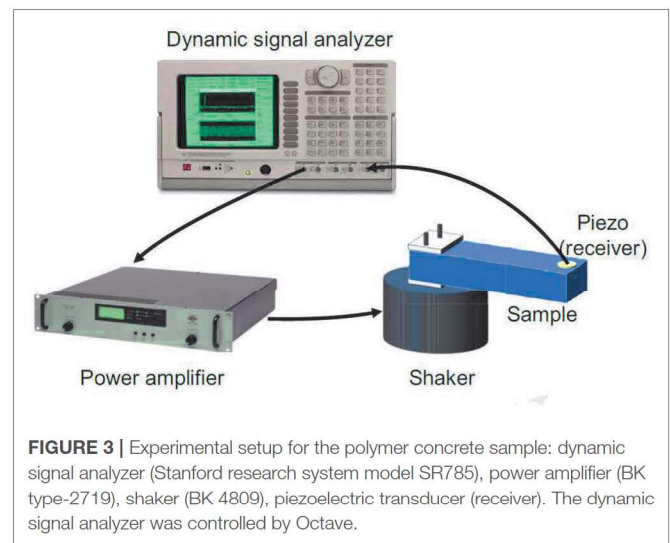 Dynamic signal analyzer
Piezo
(receiver)
Sample
Power amplifier
Shaker
FIGURE 3 | Experimental setup for the polymer concrete sample: dynamic
signal analyzer (Stanford research system model SR785), power amplifier (BK
type-2719), shaker (BK 4809), piezoelectric transducer (receiver). The dynamic
signal analyzer was controlled by Octave.